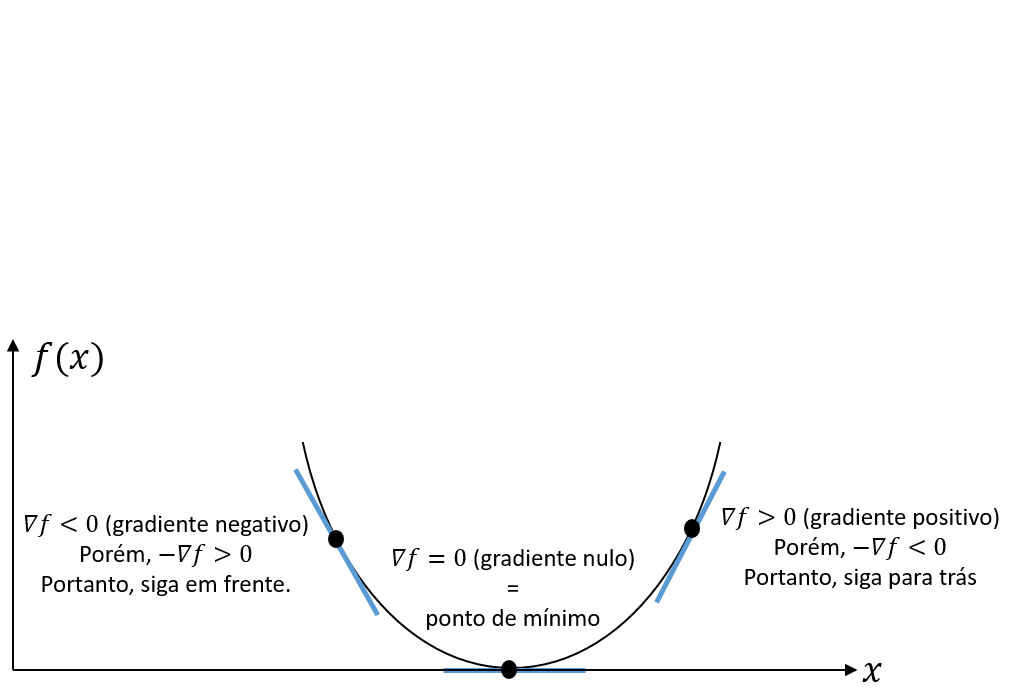 f(x)
∇f < 0 (gradiente negativo)
Porém, −∇f > 0
Portanto, siga em frente.
∇f = 0 (gradiente nulo)
=
ponto de mínimo
∇f > 0 (gradiente positivo)
Porém, −∇f < 0
Portanto, siga para trás
x